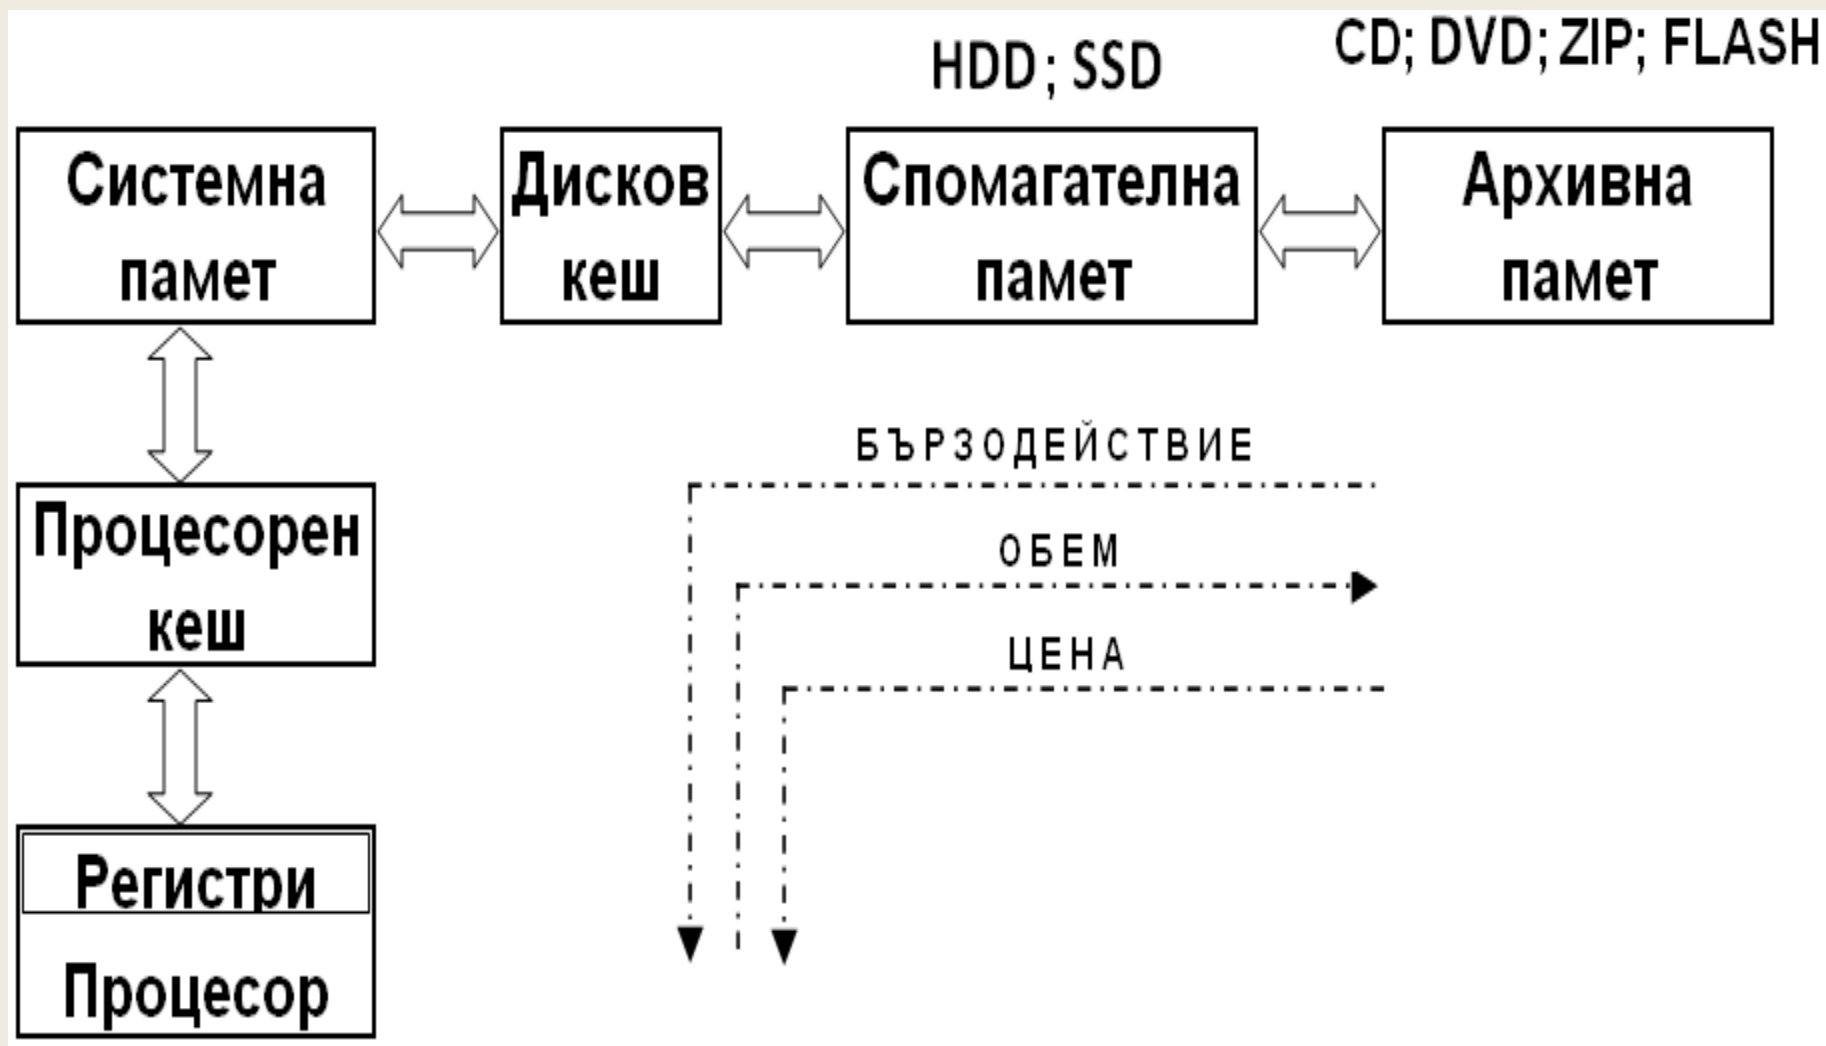 HDD; SSD
CD; DVD; ZIP; FLASH
Системна
памет
Дисков
кеш
Спомагателна
памет
Архивна
памет
БЪРЗОДЕЙСТВИЕ
ОБЕМ
ЦЕНА
Процесорен
кеш
Регистри
Процесор